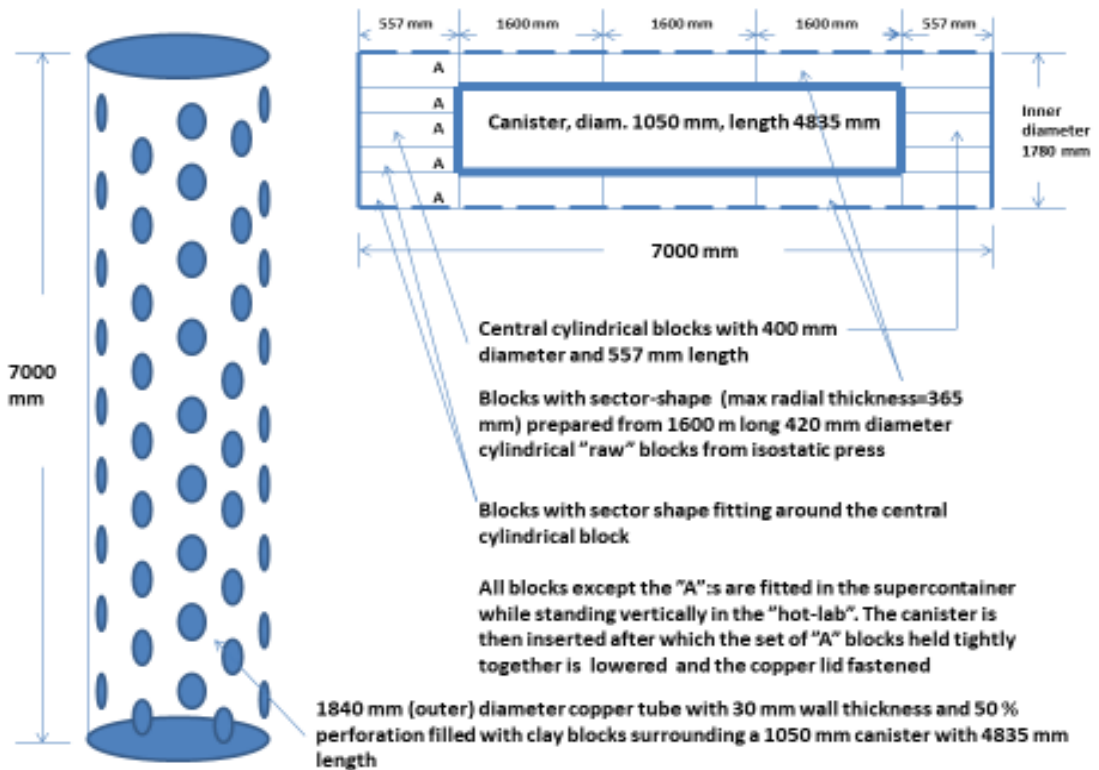 557 mm
1600 mm
1600 mm
1600 mm
557 mm
A
A
A
A
A
Canister, diam. 1050 mm, length 4835 mm
Inner
diameter
1780 mm
7000 mm
7000
mm
Central cylindrical blocks with 400 mm
diameter and 557 mm length
Blocks with sector-shape (max radial thickness=365
mm) prepared from 1600 m long 420 mm diameter
cylindrical ”raw” blocks from isostatic press
Blocks with sector shape fitting around the central
cylindrical block
All blocks except the ”A”:s are fitted in the supercontainer
while standing vertically in the ”hot-lab”. The canister is
then inserted after which the set of ”A” blocks held tightly
together is lowered and the copper lid fastened
1840 mm (outer) diameter copper tube with 30 mm wall thickness and 50 %
perforation filled with clay blocks surrounding a 1050 mm canister with 4835 mm
length